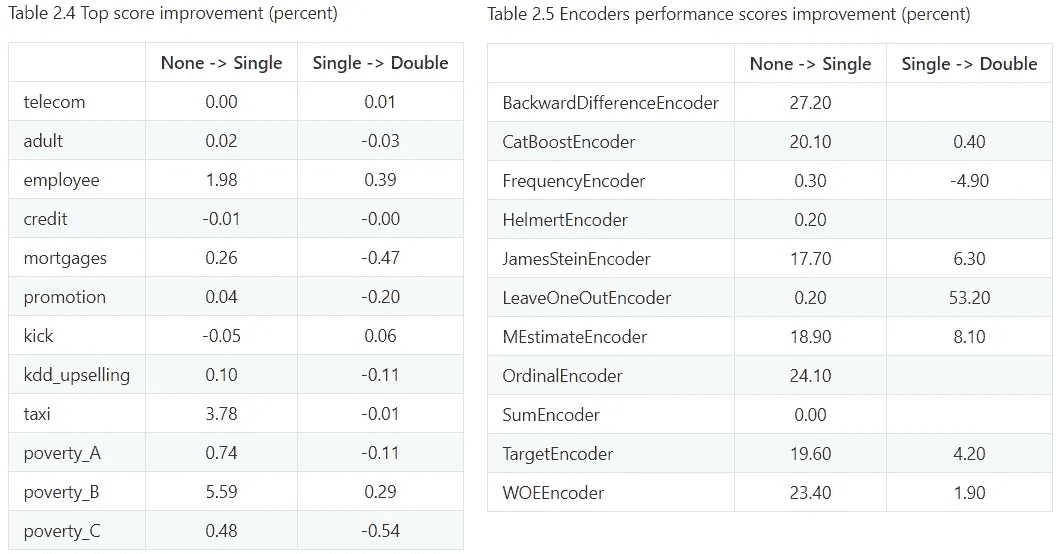 Table 2.4 Top score improvement (percent)
None -> Single Single -> Double
telecom 0.00 0.01
adult 0.02 -0.03
employee 1.98 0.39
credit -0.01 -0.00
mortgages 0.26 -0.47
promotion 0.04 -0.20
kick -0.05 0.06
kdd_upselling 0.10 -0.11
taxi 3.78 -0.01
poverty_A 0.74 -0.11
poverty_B 5.59 0.29
poverty_C 0.48 -0.54
Table 2.5 Encoders performance scores improvement (percent)
None -> Single Single -> Double
BackwardDifferenceEncoder 27.20
CatBoostEncoder 20.10 0.40
FrequencyEncoder 0.30 -4.90
HelmertEncoder 0.20
JamesSteinEncoder 17.70 6.30
LeaveOneOutEncoder 0.20 53.20
MEstimateEncoder 18.90 8.10
OrdinalEncoder 24.10
SumEncoder 0.00
TargetEncoder 19.60 4.20
WOEEncoder 23.40 1.90